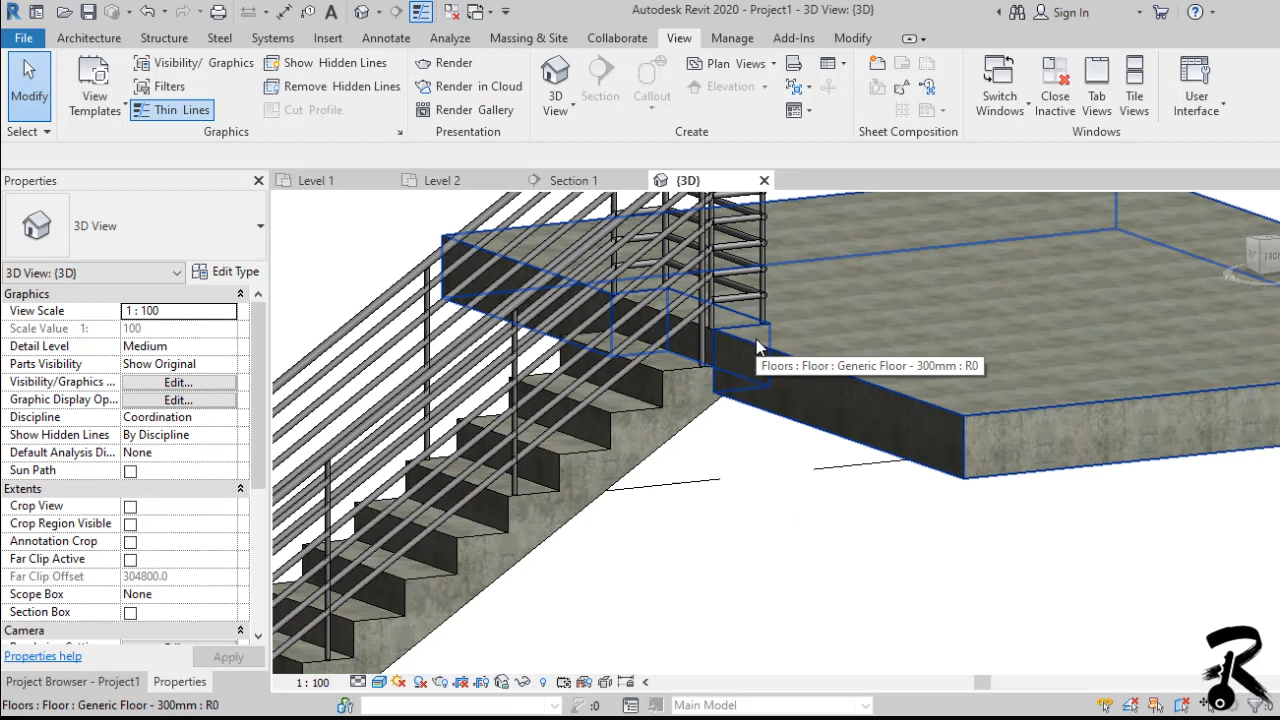 Autodesk Revit 2020 - Project1 - 3D View: {3D}
Sign In
File Architecture Structure Steel Systems Insert Annotate Analyze Massing & Site Collaborate View Manage Add-Ins Modify
Modify
View Templates
Visibility/ Graphics
Filters
Thin Lines
Show Hidden Lines
Remove Hidden Lines
Cut Profile
Render
Render in Cloud
Render Gallery
3D View
Section
Callout
Plan Views
Elevation
Switch Windows
Close Inactive
Tab Views
Tile Views
User Interface
Select Graphics Presentation Create Sheet Composition Windows
Properties
Level 1
Level 2
Section 1
{3D}
3D View
3D View: {3D}
Edit Type
Graphics
View Scale 1 : 100
Scale Value 1: 100
Detail Level Medium
Parts Visibility Show Original
Visibility/Graphics ... Edit...
Graphic Display Op... Edit...
Discipline Coordination
Show Hidden Lines By Discipline
Default Analysis Di... None
Sun Path
Extents
Crop View
Crop Region Visible
Annotation Crop
Far Clip Active
Far Clip Offset 304800.0
Scope Box None
Section Box
Camera
Properties help
Apply
Project Browser - Project1
Properties
FRON
Floors : Floor : Generic Floor - 300mm : R0
1 : 100
Floors : Floor : Generic Floor - 300mm : R0
:0
Main Model
:0
R